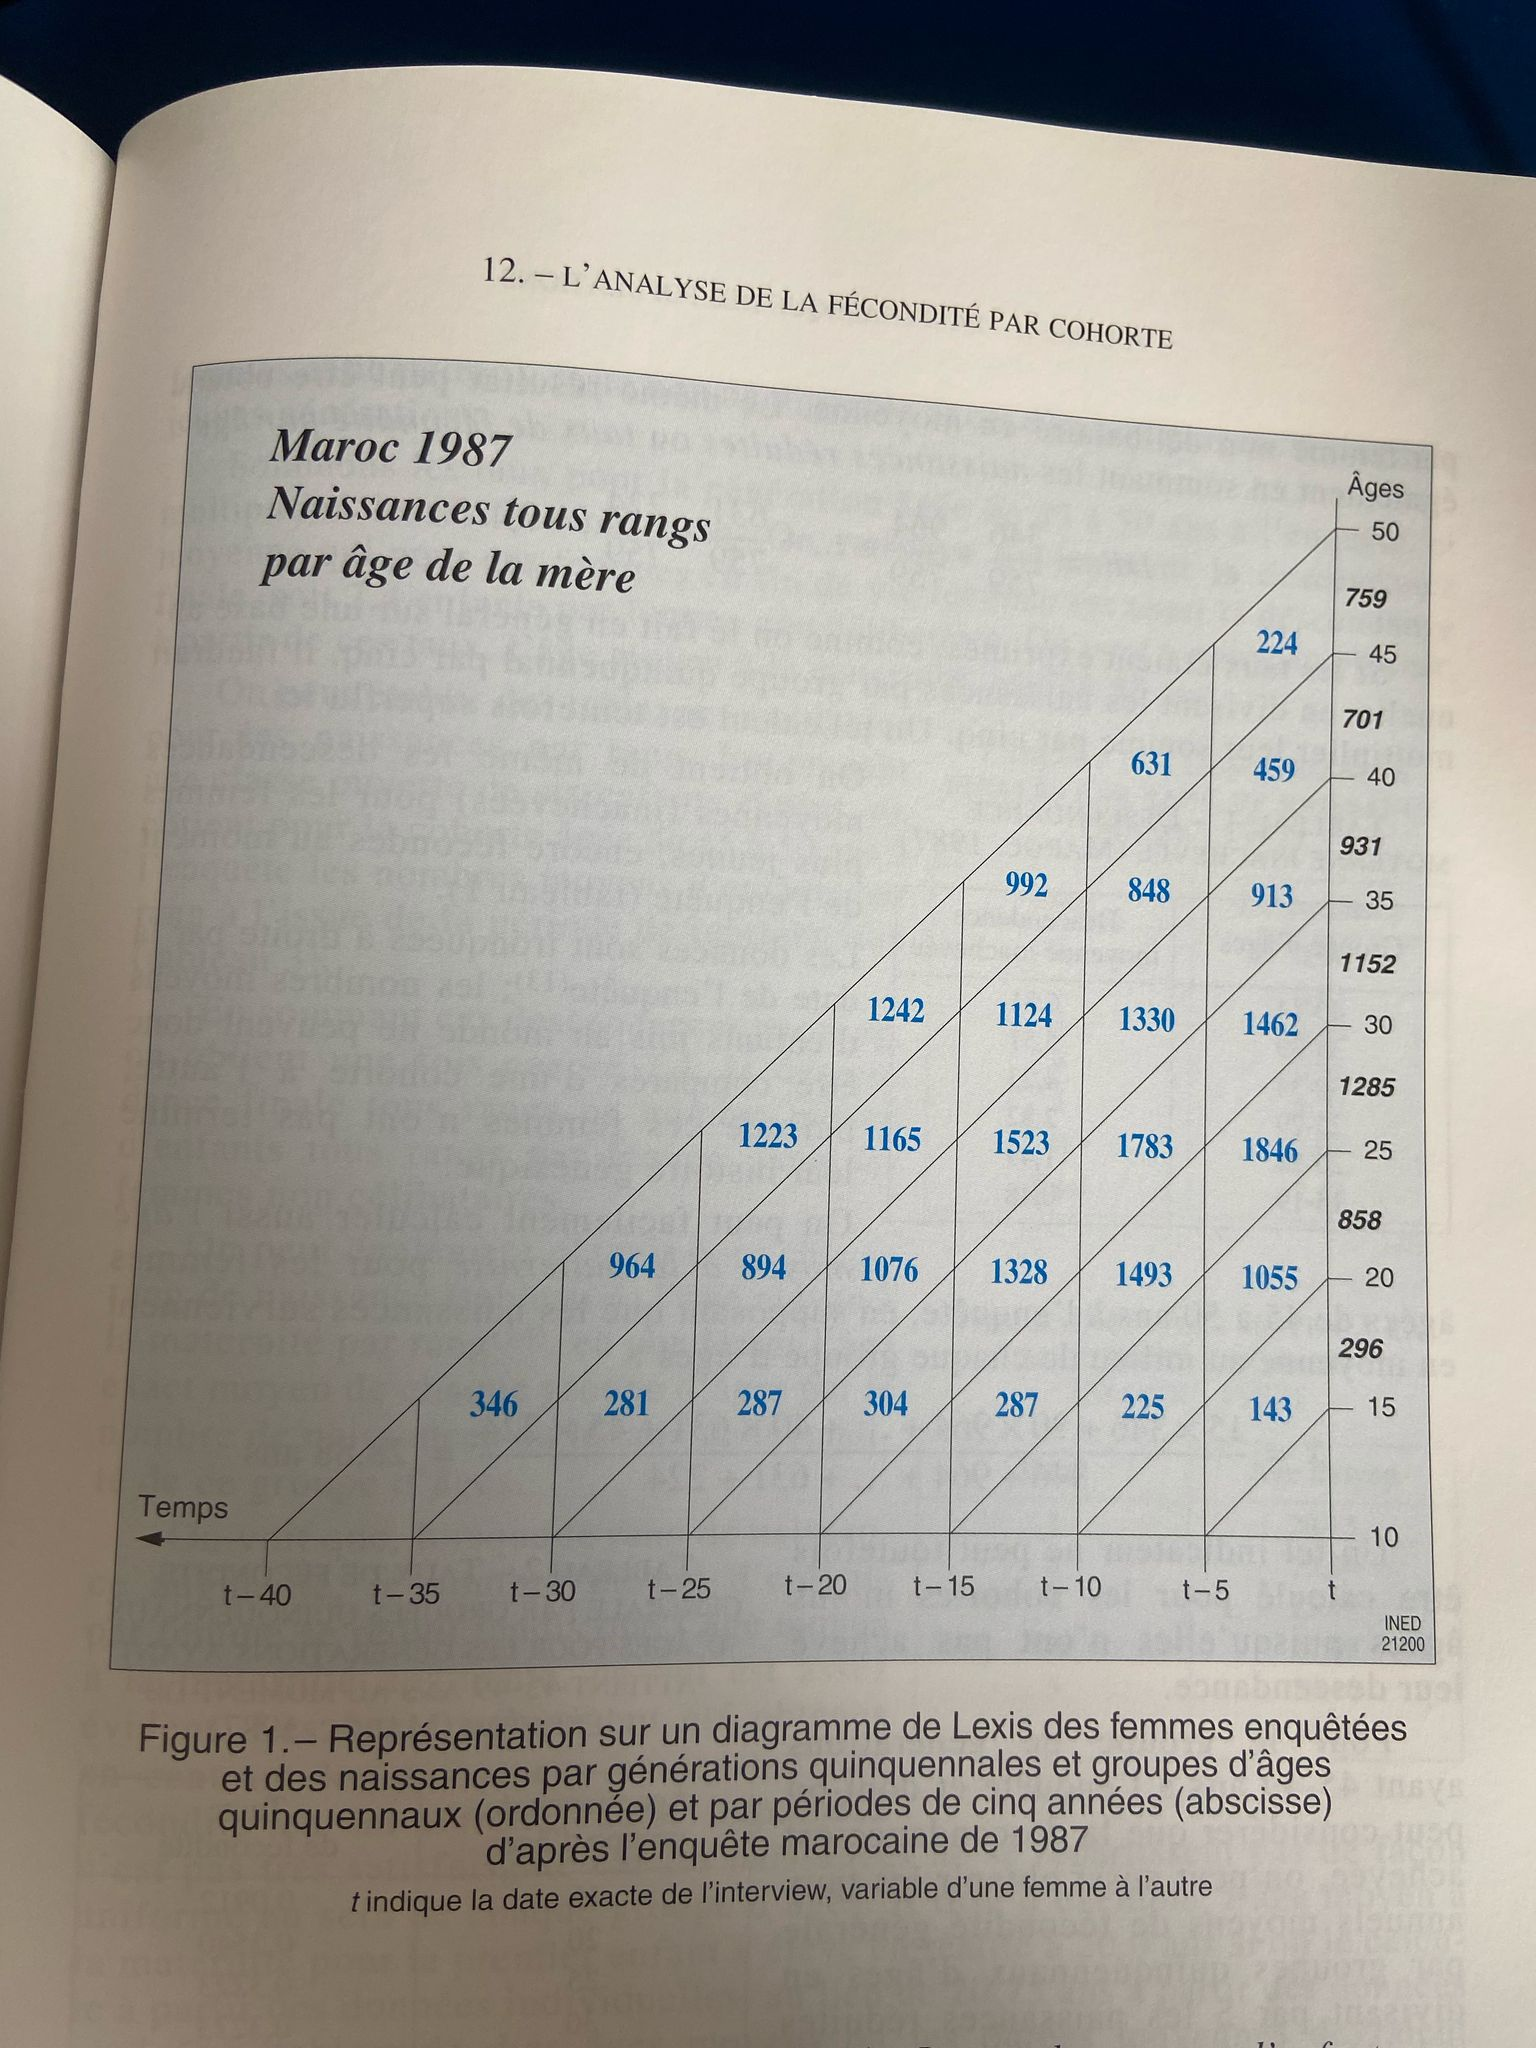 12. – L'ANALYSE DE LA FÉCONDITÉ PAR COHORTE
Maroc 1987
Naissances tous rangs
par âge de la mère
Âges
50
759
224
45
701
631 459
40
931
992 848 913
35
1152
1242 1124 1330 1462
30
1285
1223 1165 1523 1783 1846
25
858
964 894 1076 1328 1493 1055
20
296
346 281 287 304 287 225 143
15
Temps
10
t–40 t–35 t–30 t–25 t–20 t–15 t–10 t–5 t
INED
21200
Figure 1.– Représentation sur un diagramme de Lexis des femmes enquêtées
et des naissances par générations quinquennales et groupes d'âges
quinquennaux (ordonnée) et par périodes de cinq années (abscisse)
d'après l'enquête marocaine de 1987
t indique la date exacte de l'interview, variable d'une femme à l'autre